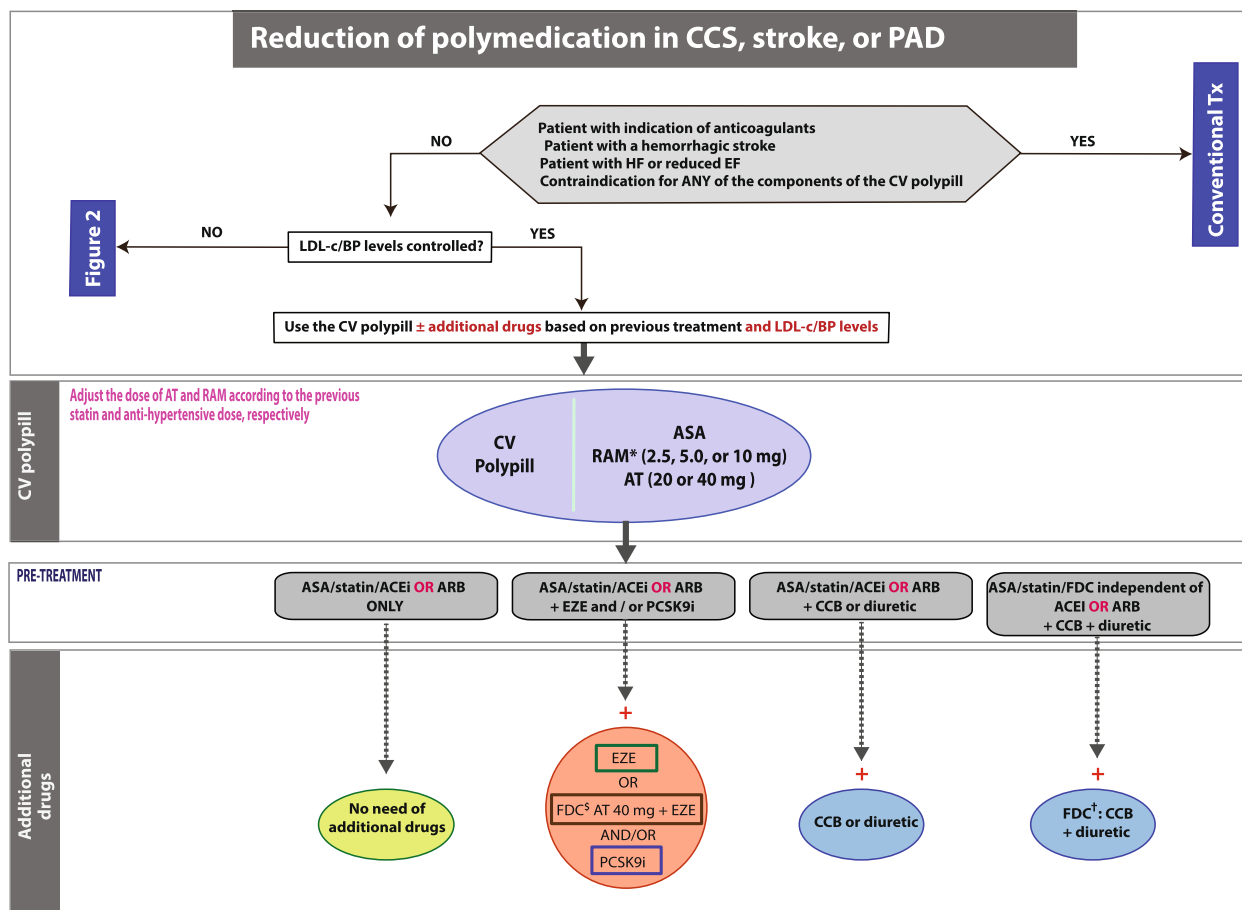 Reduction of polymedication in CCS, stroke, or PAD
Patient with indication of anticoagulants
Patient with a hemorrhagic stroke
Patient with HF or reduced EF
Contraindication for ANY of the components of the CV polypill
NO
YES
Conventional Tx
Figure 2
NO
LDL-c/BP levels controlled?
YES
Use the CV polypill ± additional drugs based on previous treatment and LDL-c/BP levels
CV polypill
Adjust the dose of AT and RAM according to the previous
statin and anti-hypertensive dose, respectively
CV
Polypill
ASA
RAM* (2.5, 5.0, or 10 mg)
AT (20 or 40 mg )
PRE-TREATMENT
ASA/statin/ACEi OR ARB
ONLY
ASA/statin/ACEi OR ARB
+ EZE and / or PCSK9i
ASA/statin/ACEi OR ARB
+ CCB or diuretic
ASA/statin/FDC independent of
ACEI OR ARB
+ CCB + diuretic
Additional
drugs
No need of
additional drugs
+
EZE
OR
FDC$ AT 40 mg + EZE
AND/OR
PCSK9i
+
CCB or diuretic
+
FDC†: CCB
+ diuretic